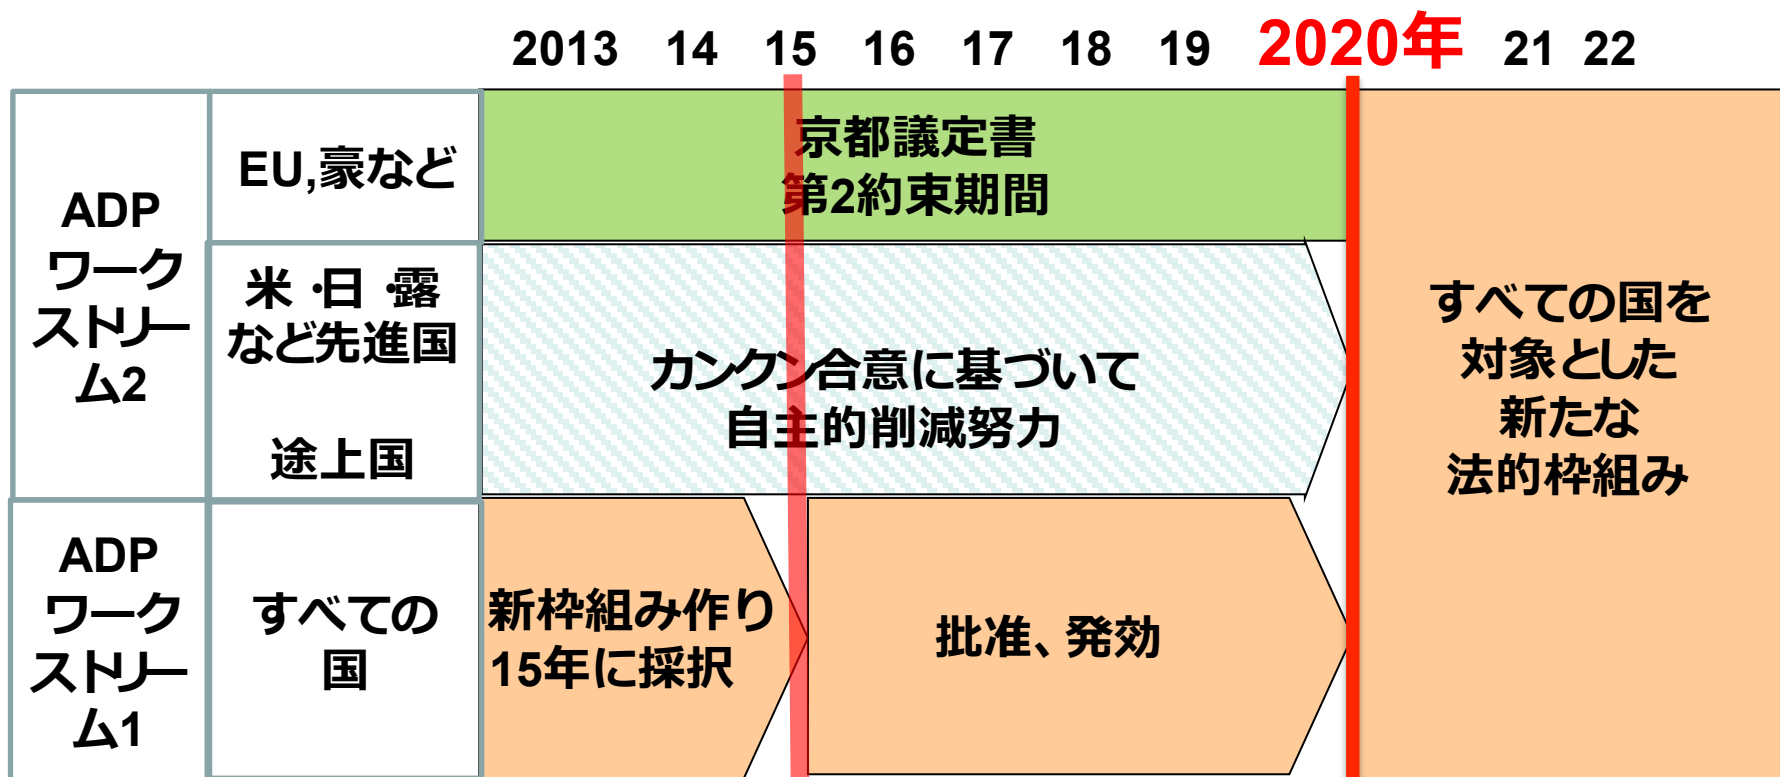 2013 14 15 16 17 18 19 2020年 21 22
ADP
ワーク
ストリー
ム2
EU,豪など
京都議定書
第2約束期間
米・日・露
など先進国
途上国
カンクン合意に基づいて
自主的削減努力
すべての国を
対象とした
新たな
法的枠組み
ADP
ワーク
ストリー
ム1
すべての
国
新枠組み作り
15年に採択
批准、発効